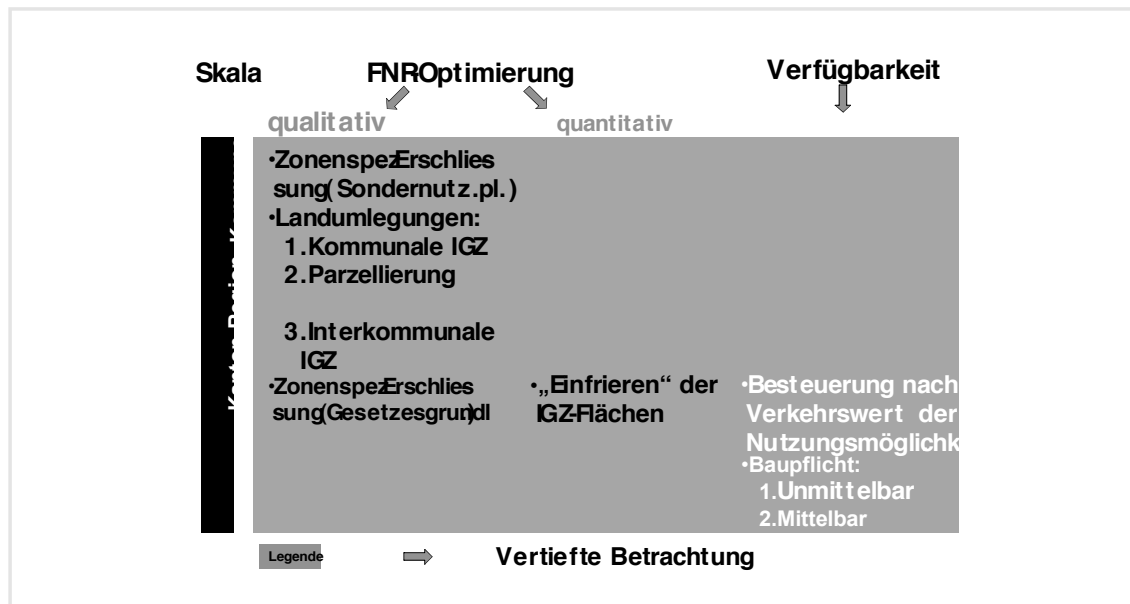 Skala FNR-Optimierung Verfügbarkeit
qualitativ quantitativ
•Zonenspez.Erschlies
sung(Sondernutz.pl.)
•Landumlegungen:
1.Kommunale IGZ
2.Parzellierung
3.Interkommunale
IGZ
•Zonenspez.Erschlies
sung(Gesetzesgrundl.)
•„Einfrieren“ der
IGZ-Flächen
•Besteuerung nach
Verkehrswert der
Nutzungsmöglichk
•Baupflicht:
1.Unmittelbar
2.Mittelbar
Legende Vertiefte Betrachtung